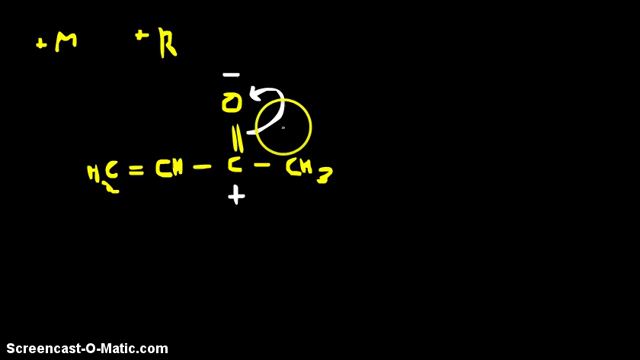 +M +R
−
O
||
H2C = CH − C − CH3
+
Screencast-O-Matic.com